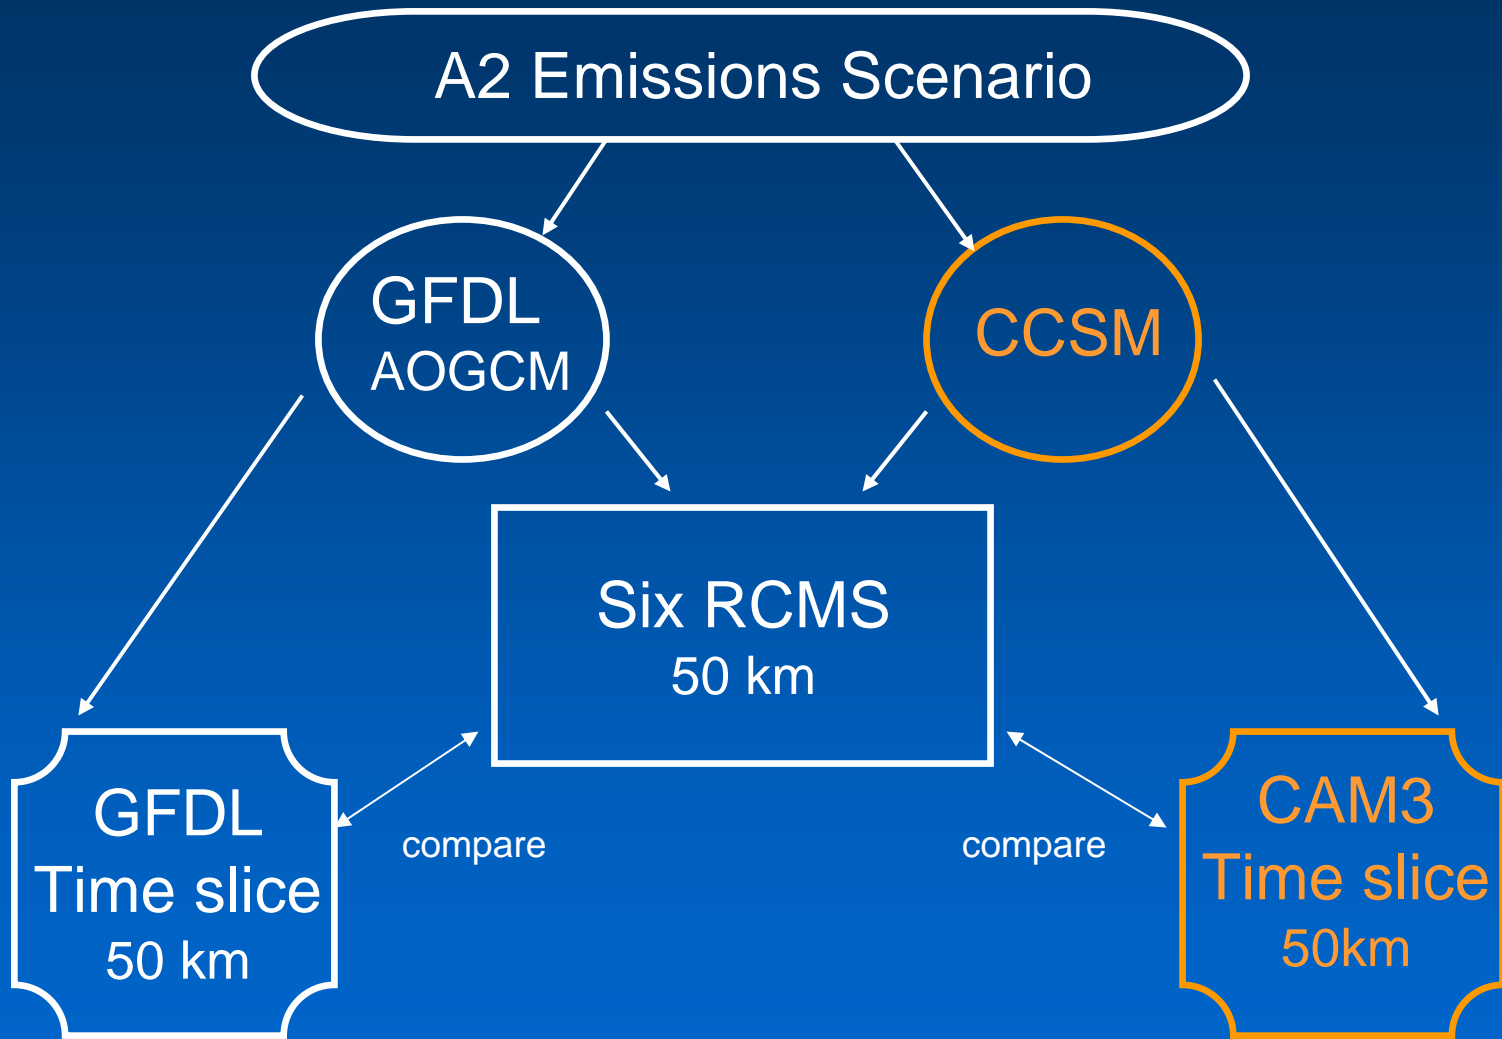 A2 Emissions Scenario
GFDL
AOGCM
CCSM
Six RCMS
50 km
GFDL
Time slice
50 km
compare
compare
CAM3
Time slice
50km